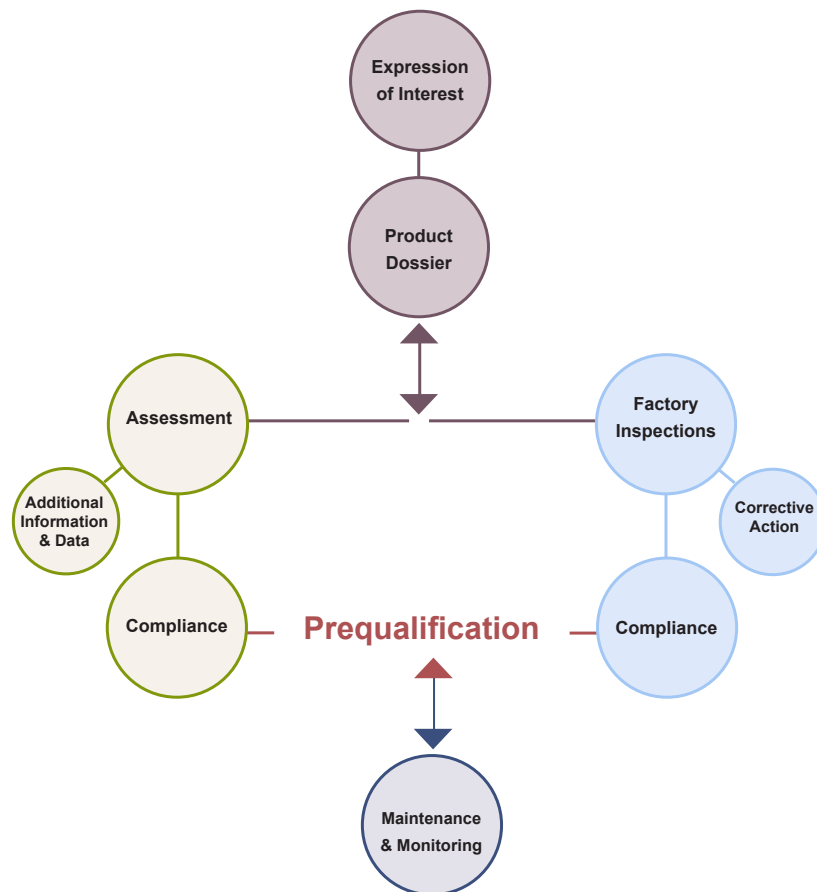 Expression
of Interest
Product
Dossier
Assessment
Factory
Inspections
Additional
Information
& Data
Corrective
Action
Compliance
Prequalification
Compliance
Maintenance
& Monitoring